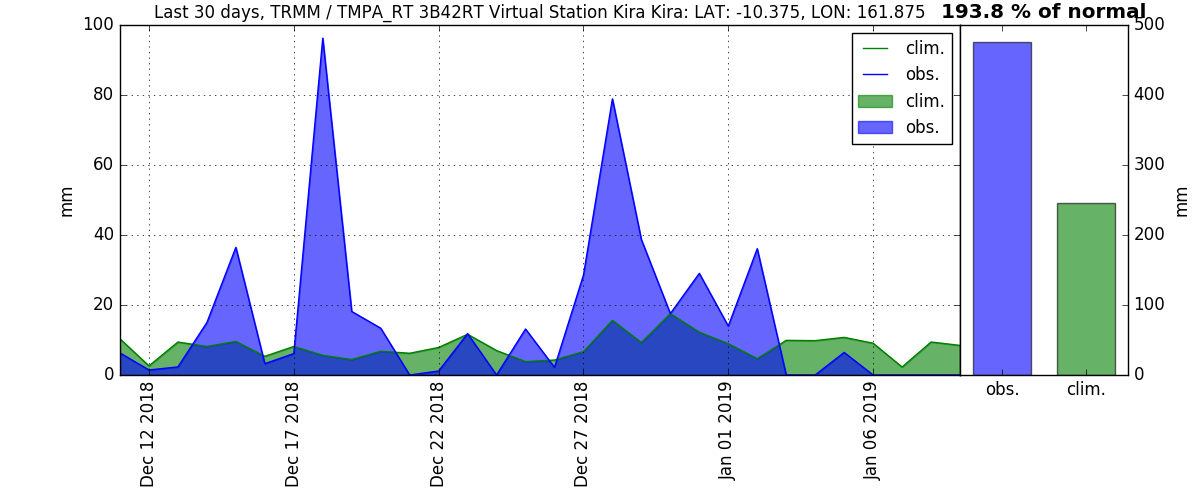 Last 30 days, TRMM / TMPA_RT 3B42RT Virtual Station Kira Kira: LAT: -10.375, LON: 161.875
193.8 % of normal
100
80
60
40
20
0
mm
clim.
obs.
clim.
obs.
500
400
300
200
100
0
mm
Dec 12 2018
Dec 17 2018
Dec 22 2018
Dec 27 2018
Jan 01 2019
Jan 06 2019
obs.
clim.